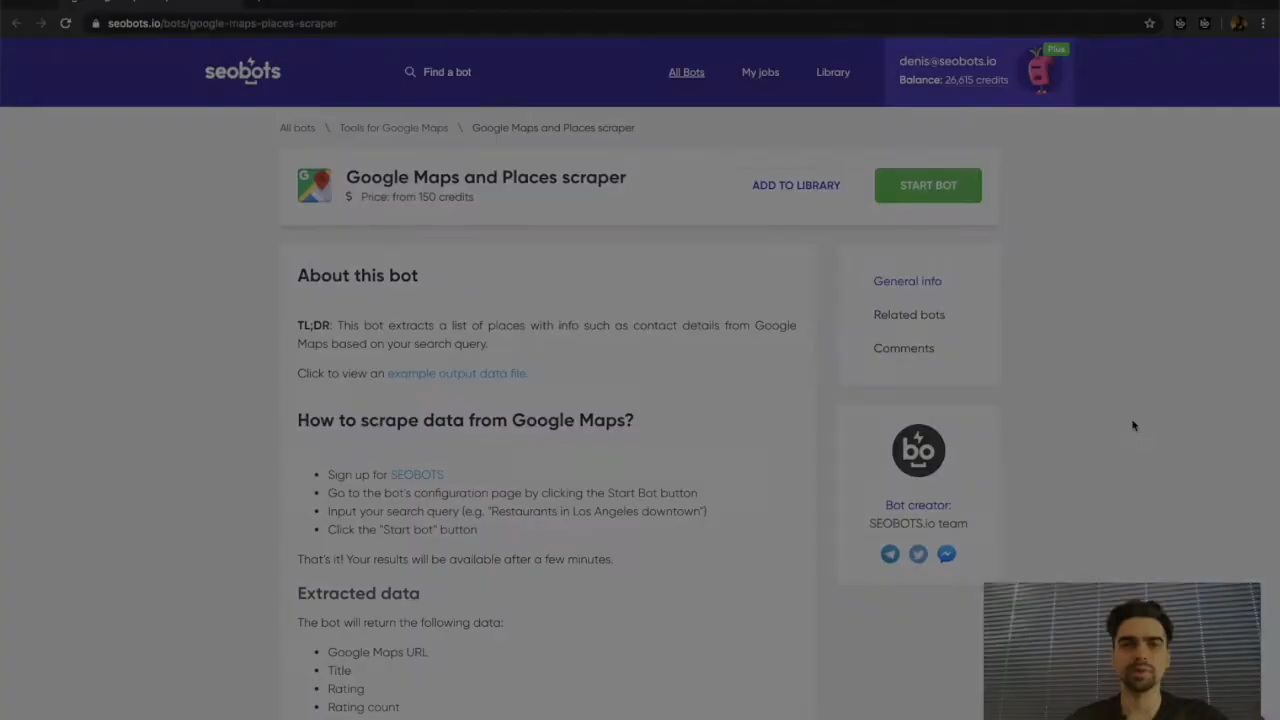 seobots.io/bots/google-maps-places-scraper
seobots
Find a bot
All Bots
My jobs
Library
denis@seobots.io
Plus
Balance: 26,615 credits
All bots \ Tools for Google Maps \ Google Maps and Places scraper
G
Google Maps and Places scraper
$ Price: from 150 credits
ADD TO LIBRARY
START BOT
About this bot
TL;DR: This bot extracts a list of places with info such as contact details from Google
Maps based on your search query.
Click to view an example output data file.
How to scrape data from Google Maps?
• Sign up for SEOBOTS
• Go to the bot's configuration page by clicking the Start Bot button
• Input your search query (e.g. "Restaurants in Los Angeles downtown")
• Click the "Start bot" button
That's it! Your results will be available after a few minutes.
Extracted data
The bot will return the following data:
• Google Maps URL
• Title
• Rating
• Rating count
General info
Related bots
Comments
bo
Bot creator:
SEOBOTS.io team